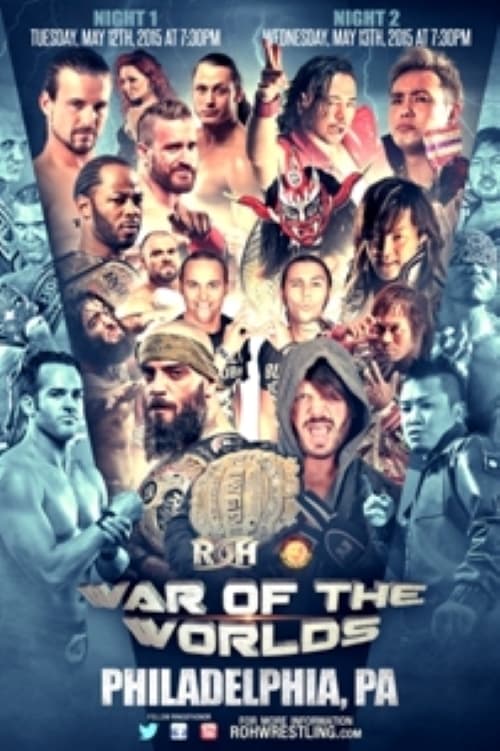 NIGHT 1
TUESDAY, MAY 12TH, 2015 AT 7:30PM
NIGHT 2
WEDNESDAY, MAY 13TH, 2015 AT 7:30PM
ROH
WAR OF THE
WORLDS
PHILADELPHIA, PA
FOR MORE INFORMATION
ROHWRESTLING.COM